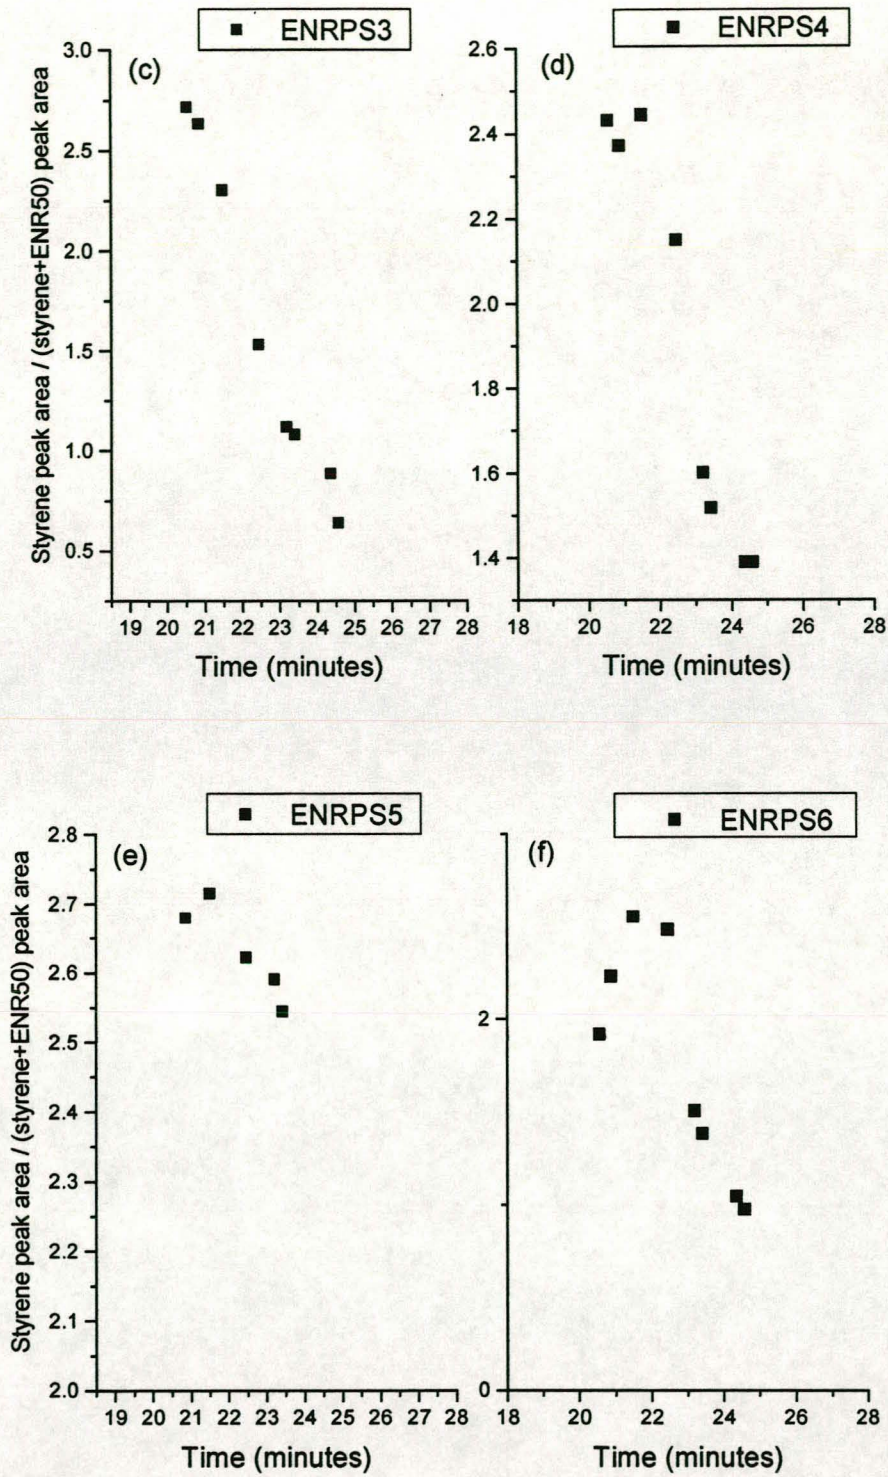 ENRPS3
(c)
3.0
2.5
2.0
1.5
1.0
0.5
Styrene peak area / (styrene+ENR50) peak area
19 20 21 22 23 24 25 26 27 28
Time (minutes)
ENRPS4
(d)
2.6
2.4
2.2
2.0
1.8
1.6
1.4
18 20 22 24 26 28
Time (minutes)
ENRPS5
(e)
2.8
2.7
2.6
2.5
2.4
2.3
2.2
2.1
2.0
Styrene peak area / (styrene+ENR50) peak area
19 20 21 22 23 24 25 26 27 28
Time (minutes)
ENRPS6
(f)
2
0
18 20 22 24 26 28
Time (minutes)